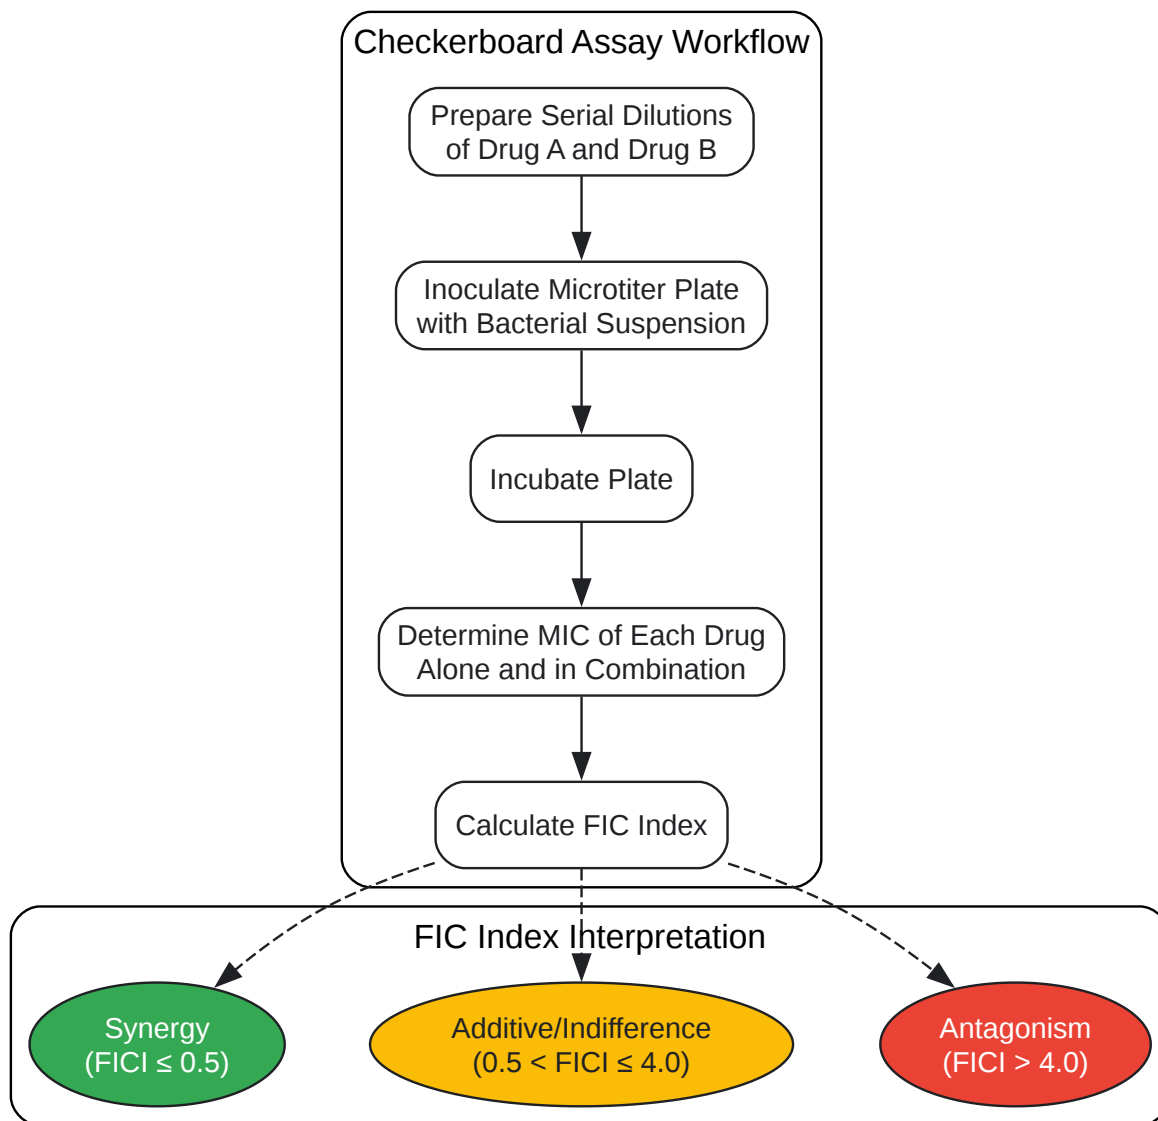 Checkerboard Assay Workflow
Prepare Serial Dilutions
of Drug A and Drug B
Inoculate Microtiter Plate
with Bacterial Suspension
Incubate Plate
Determine MIC of Each Drug
Alone and in Combination
Calculate FIC Index
FIC Index Interpretation
Synergy
(FICI ≤ 0.5)
Additive/Indifference
(0.5 < FICI ≤ 4.0)
Antagonism
(FICI > 4.0)